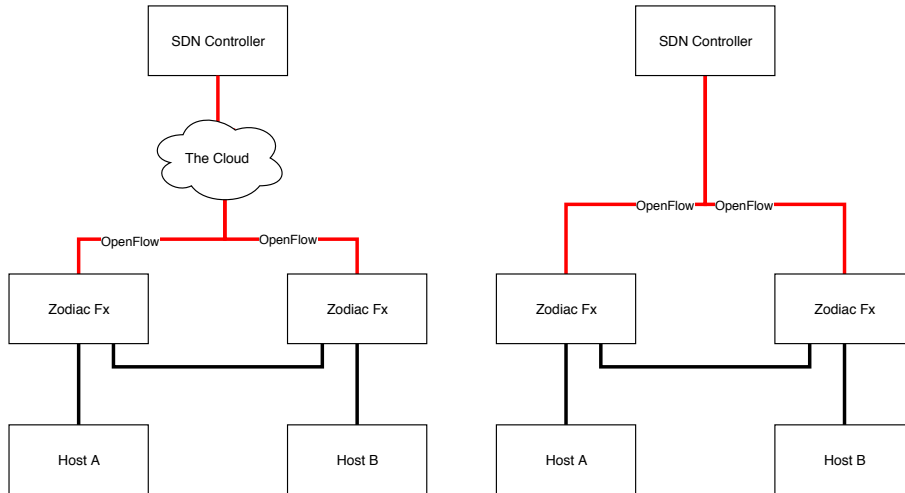 SDN Controller
The Cloud
OpenFlow
OpenFlow
Zodiac Fx
Zodiac Fx
Host A
Host B
SDN Controller
OpenFlow
OpenFlow
Zodiac Fx
Zodiac Fx
Host A
Host B